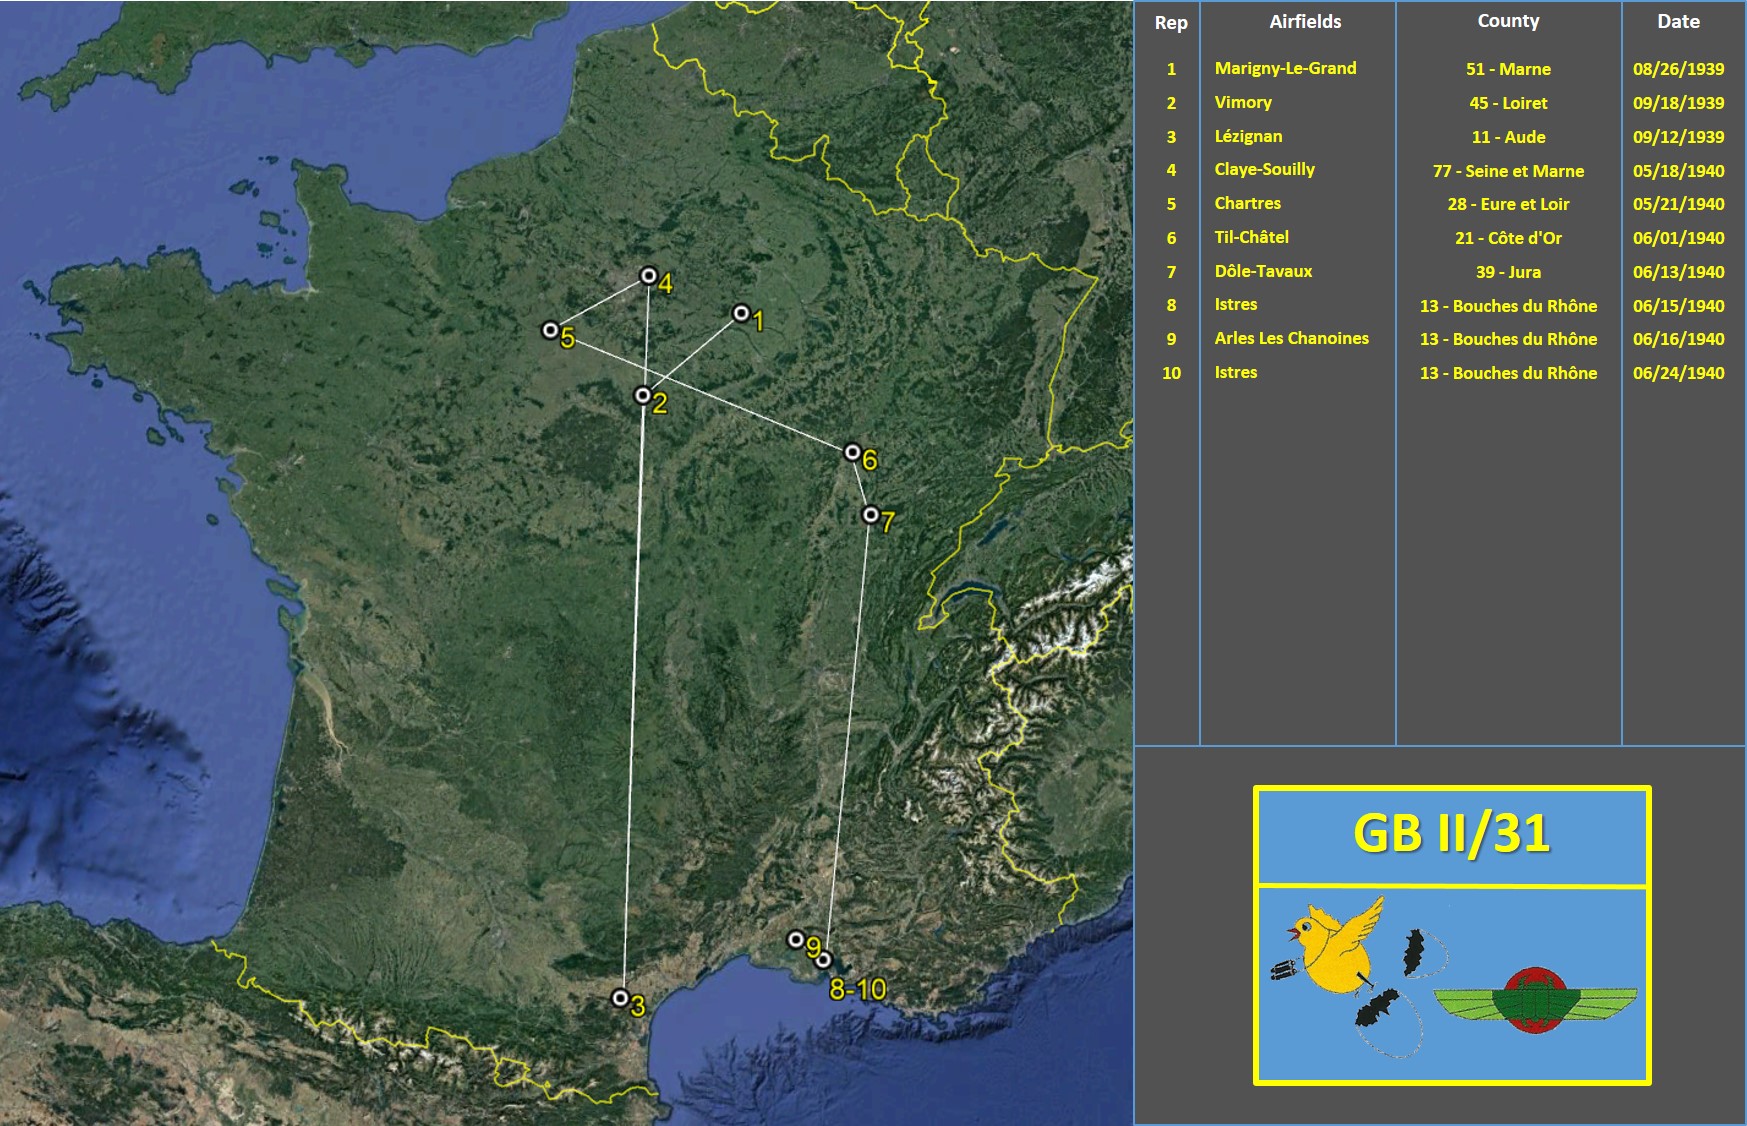 Rep Airfields County Date
1 Marigny-Le-Grand 51 - Marne 08/26/1939
2 Vimory 45 - Loiret 09/18/1939
3 Lézignan 11 - Aude 09/12/1939
4 Claye-Souilly 77 - Seine et Marne 05/18/1940
5 Chartres 28 - Eure et Loir 05/21/1940
6 Til-Châtel 21 - Côte d'Or 06/01/1940
7 Dôle-Tavaux 39 - Jura 06/13/1940
8 Istres 13 - Bouches du Rhône 06/15/1940
9 Arles Les Chanoines 13 - Bouches du Rhône 06/16/1940
10 Istres 13 - Bouches du Rhône 06/24/1940
4
1
5
2
6
7
9
8-10
3
GB II/31